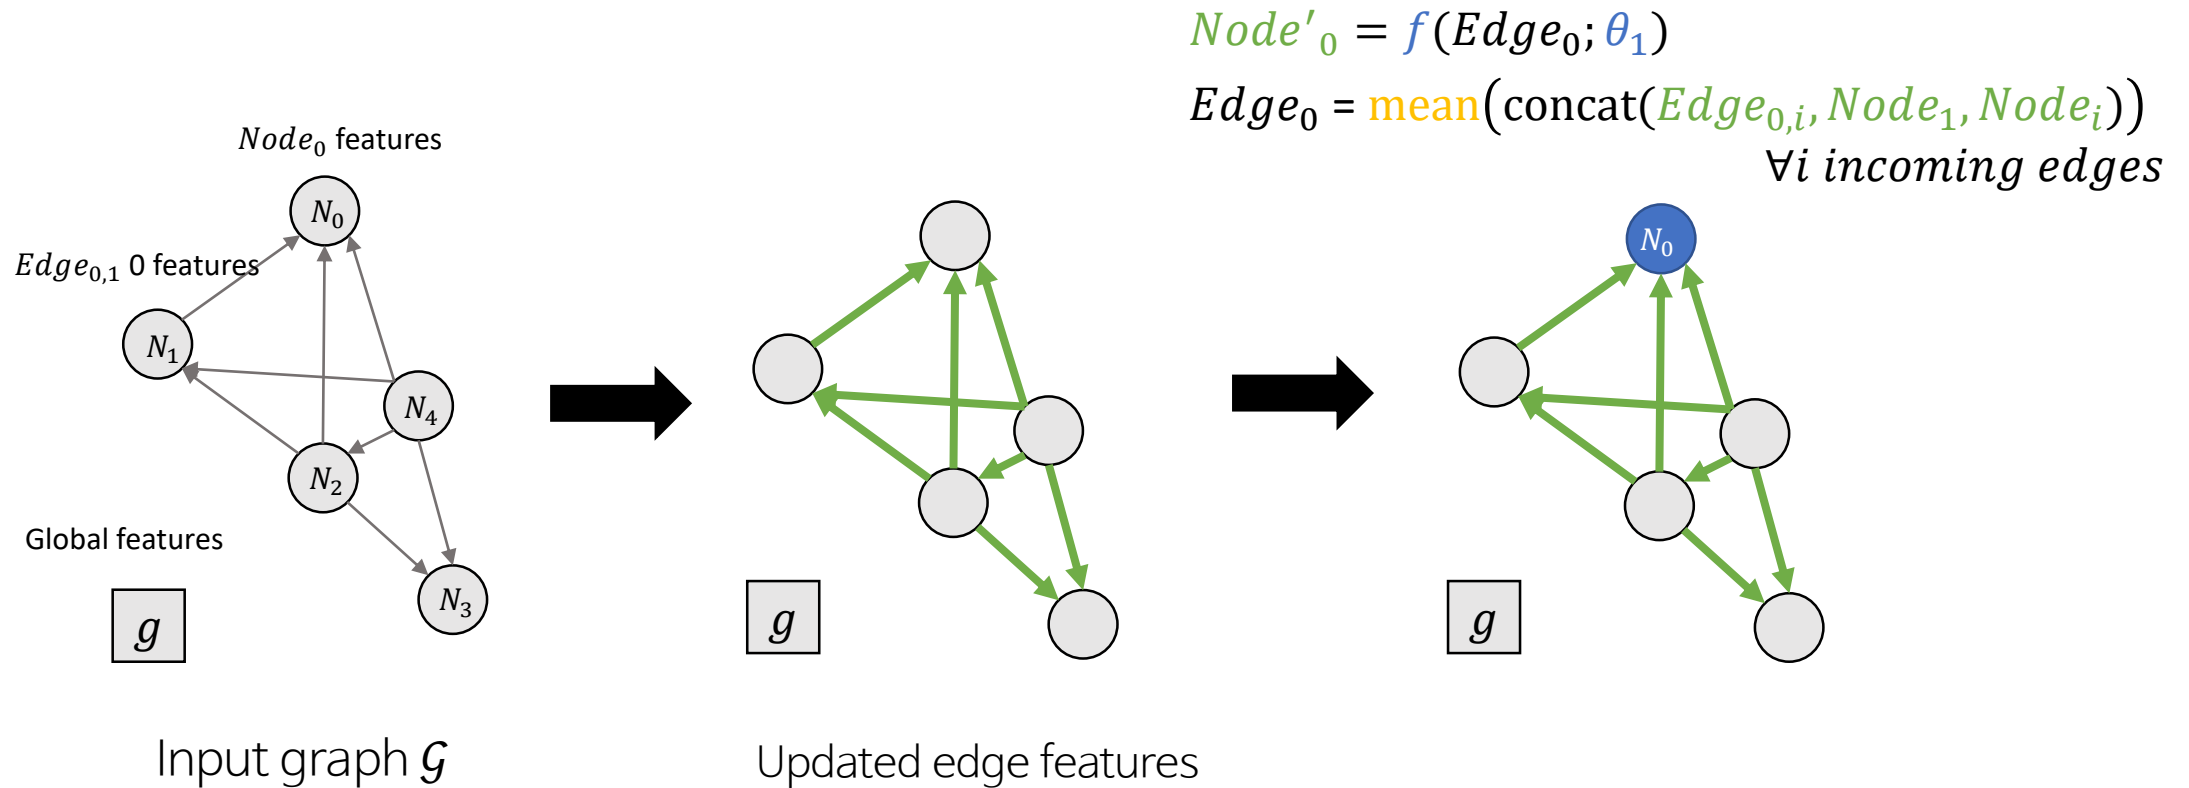 Node'₀ = f(Edge₀; θ₁)
Edge₀ = mean(concat(Edge₀,ᵢ, Node₁, Nodeᵢ))
∀i incoming edges
Node₀ features
N₀
N₀
Edge₀,₁ 0 features
N₁
N₄
N₂
Global features
N₃
g
g
g
Input graph 𝒢
Updated edge features